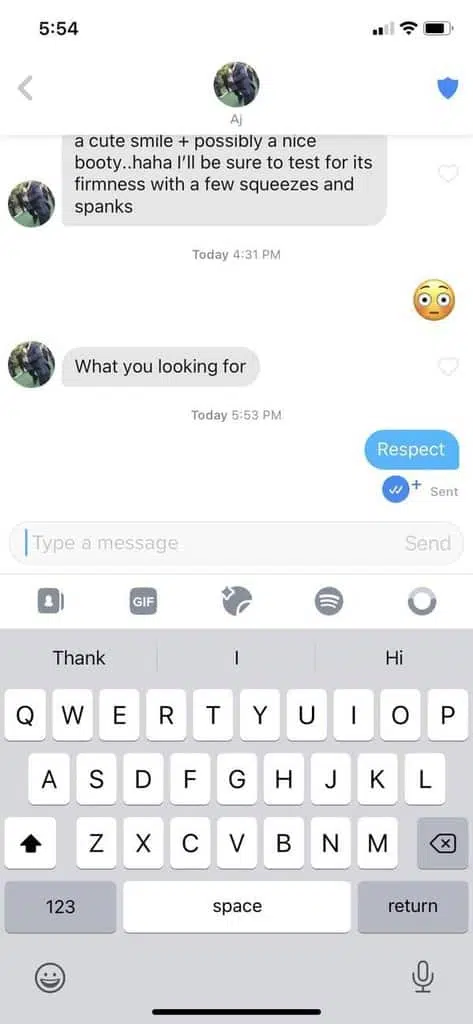 5:54
Aj
a cute smile + possibly a nice
booty..haha I’ll be sure to test for its
firmness with a few squeezes and
spanks
Today 4:31 PM
What you looking for
Today 5:53 PM
Respect
Sent
Type a message
Send
GIF
Thank
I
Hi
Q W E R T Y U I O P
A S D F G H J K L
Z X C V B N M
123
space
return